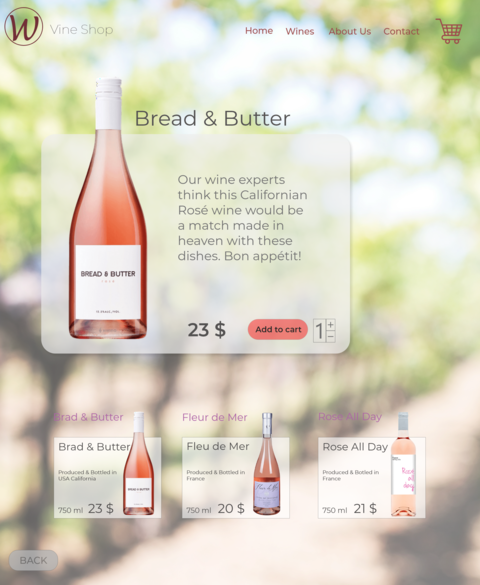 W
Vine Shop
Home
Wines
About Us
Contact
Bread & Butter
Our wine experts
think this Californian
Rosé wine would be
a match made in
heaven with these
dishes. Bon appétit!
BREAD & BUTTER
23 $
Add to cart
1
+
−
Brad & Butter
Fleur de Mer
Rose All Day
Brad & Butter
Produced & Bottled in
USA California
750 ml
23 $
Fleu de Mer
Produced & Bottled in
France
750 ml
20 $
Rose All Day
Produced & Bottled in
France
750 ml
21 $
BACK